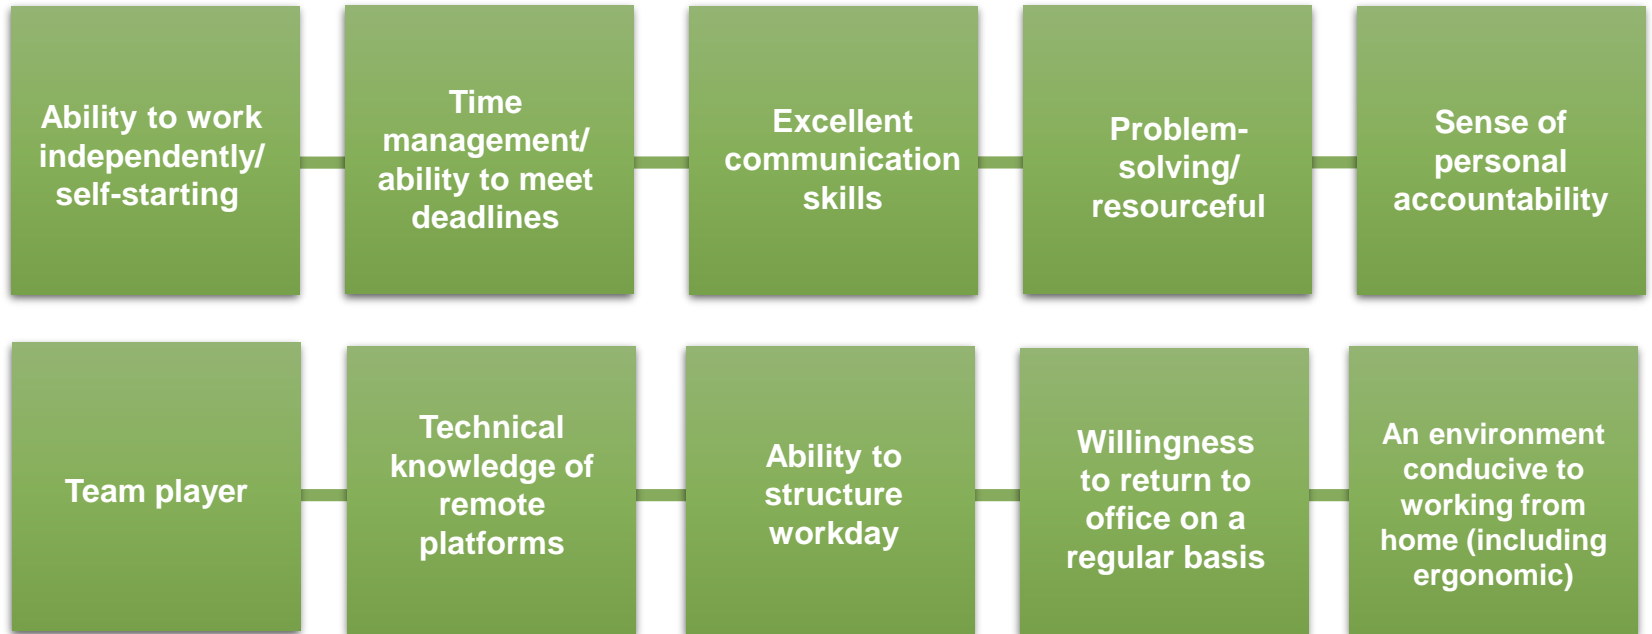 Ability to work
independently/
self-starting
Time
management/
ability to meet
deadlines
Excellent
communication
skills
Problem-
solving/
resourceful
Sense of
personal
accountability
Team player
Technical
knowledge of
remote
platforms
Ability to
structure
workday
Willingness
to return to
office on a
regular basis
An environment
conducive to
working from
home (including
ergonomic)